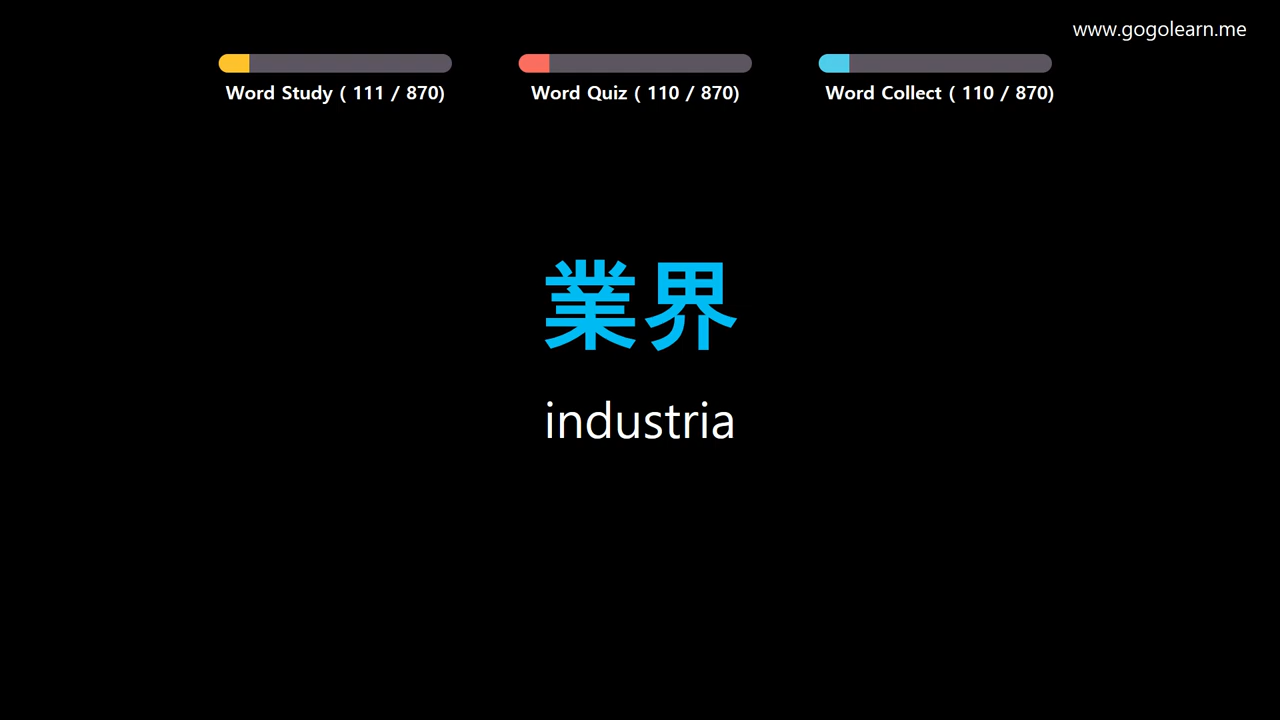 www.gogolearn.me
Word Study ( 111 / 870)
Word Quiz ( 110 / 870)
Word Collect ( 110 / 870)
業界
industria